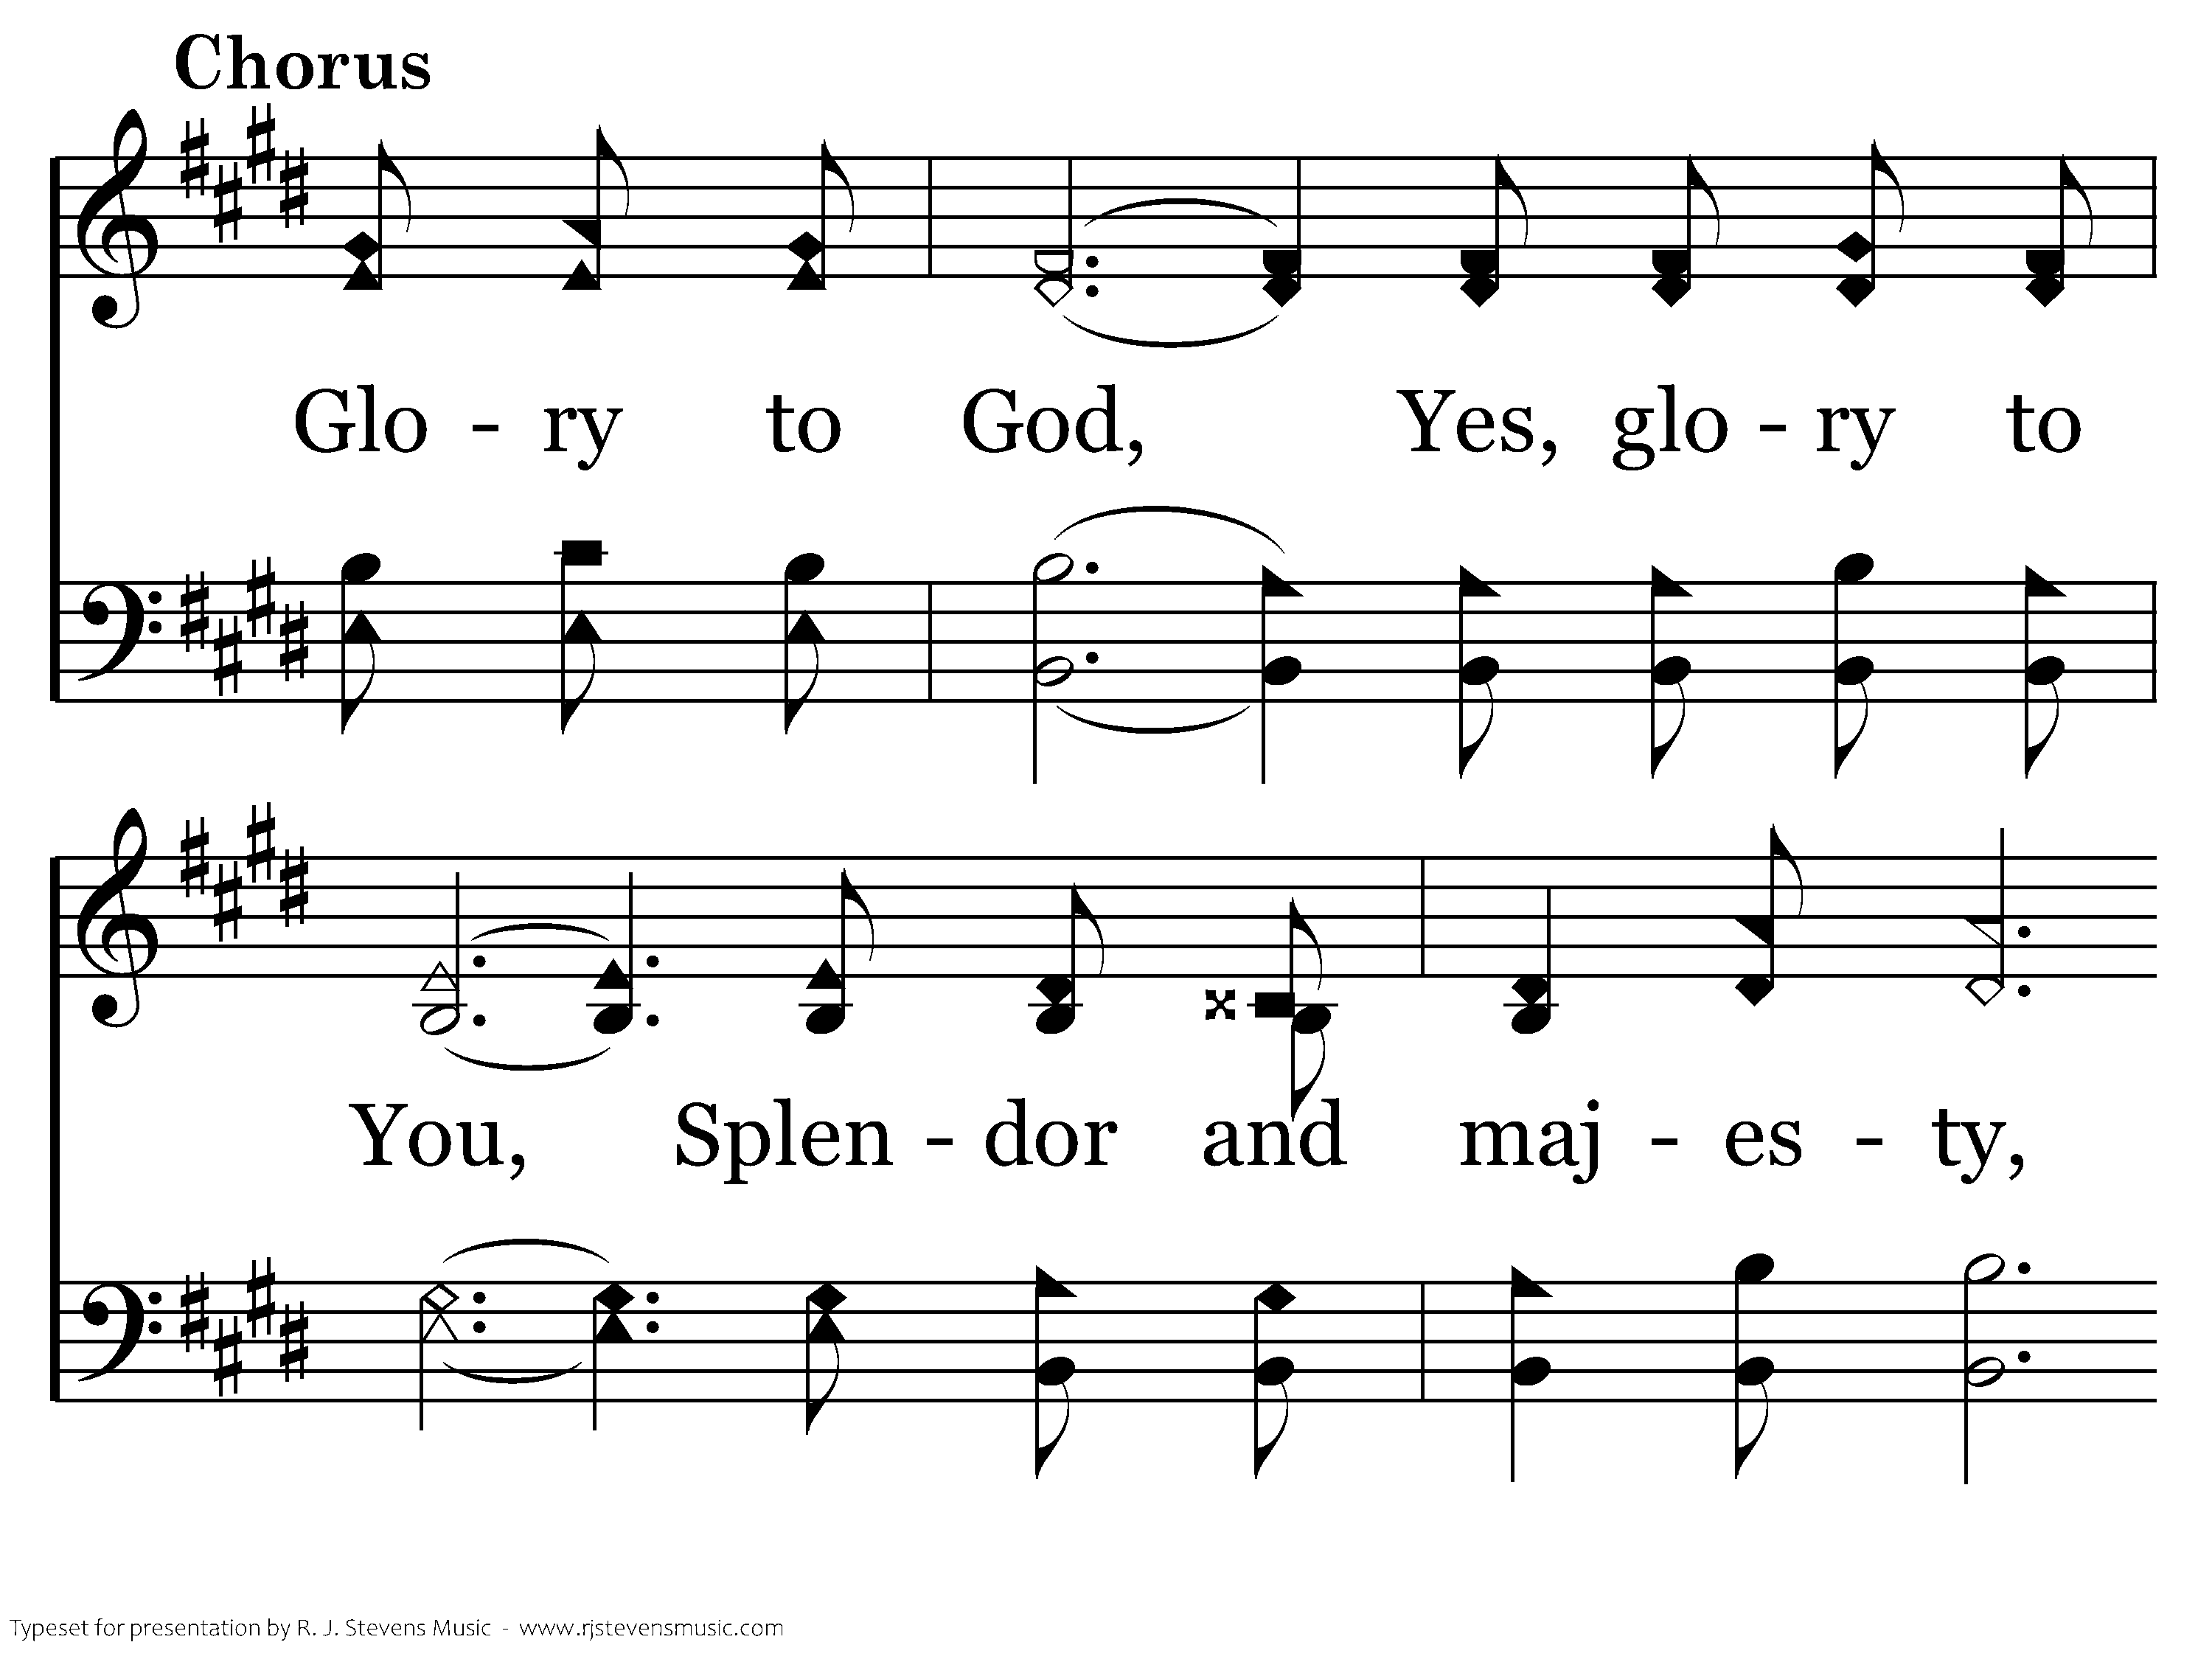 Chorus
Glo - ry to God, Yes, glo - ry to
You, Splen - dor and maj - es - ty,
Typeset for presentation by R. J. Stevens Music - www.rjstevensmusic.com